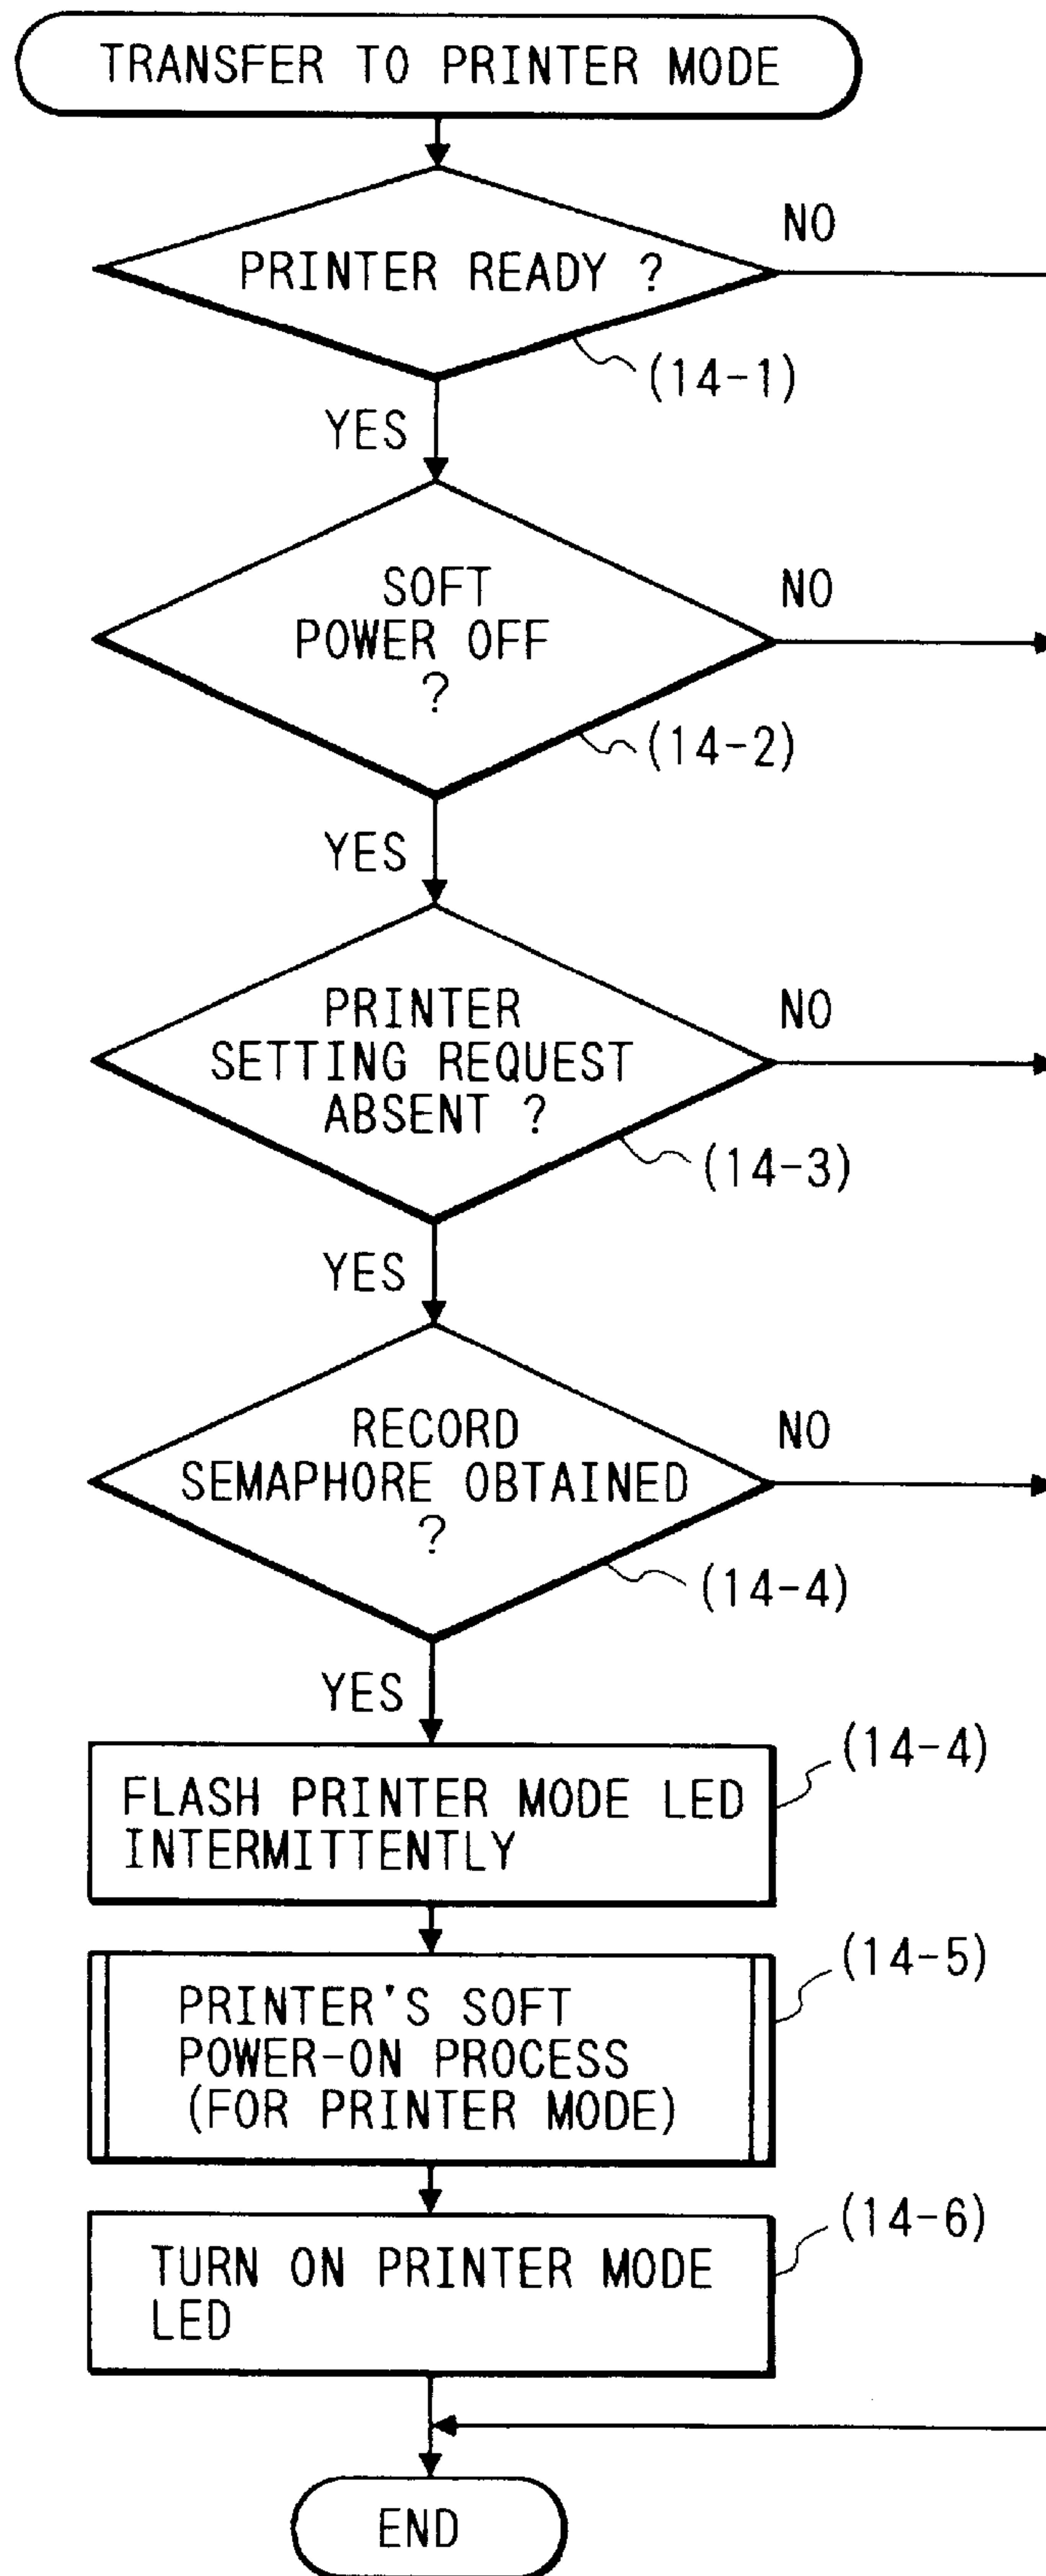 TRANSFER TO PRINTER MODE
NO
PRINTER READY ?
(14-1)
YES
SOFT
POWER OFF
?
NO
(14-2)
YES
PRINTER
SETTING REQUEST
ABSENT ?
NO
(14-3)
YES
RECORD
SEMAPHORE OBTAINED
?
NO
(14-4)
YES
(14-4)
FLASH PRINTER MODE LED
INTERMITTENTLY
(14-5)
PRINTER'S SOFT
POWER-ON PROCESS
(FOR PRINTER MODE)
(14-6)
TURN ON PRINTER MODE
LED
END